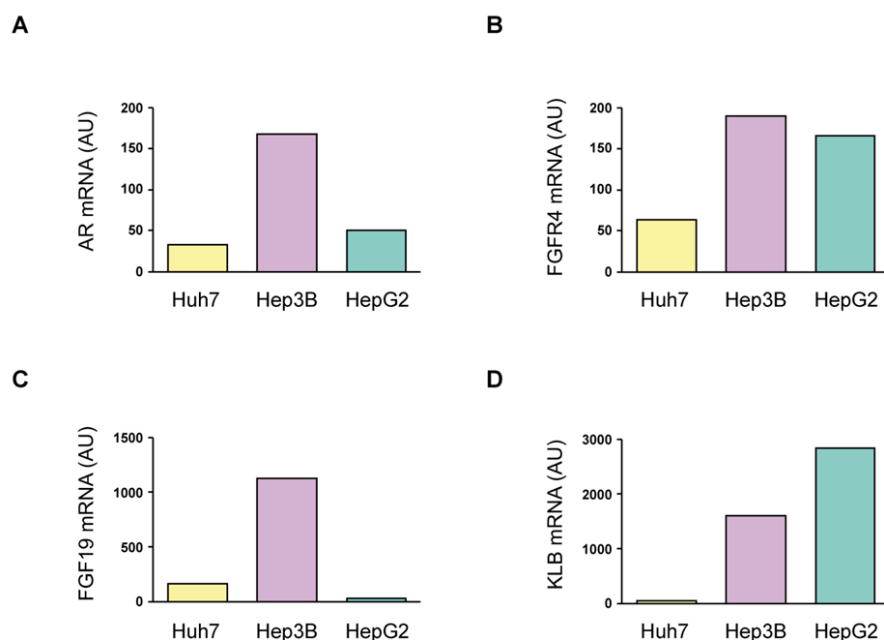 A
AR mRNA (AU)
200
150
100
50
0
Huh7 Hep3B HepG2
B
FGFR4 mRNA (AU)
200
150
100
50
0
Huh7 Hep3B HepG2
C
FGF19 mRNA (AU)
1500
1000
500
0
Huh7 Hep3B HepG2
D
KLB mRNA (AU)
3000
2000
1000
0
Huh7 Hep3B HepG2